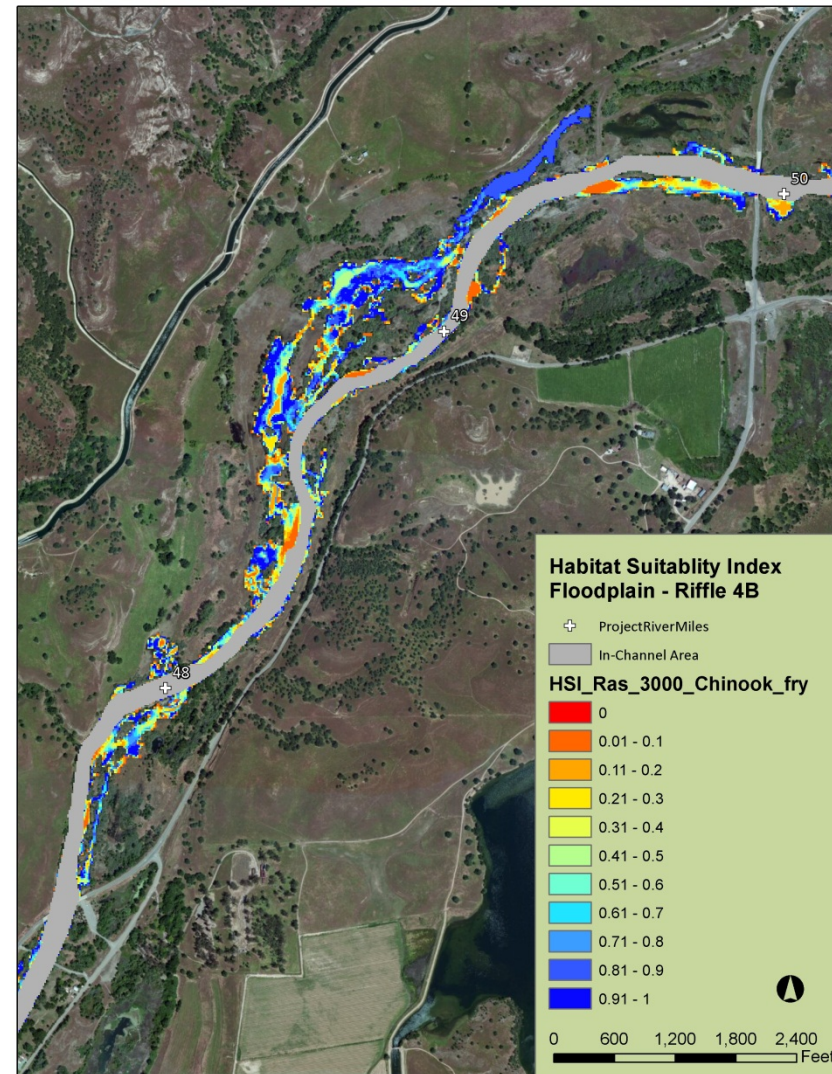 50
49
48
Habitat Suitablity Index
Floodplain - Riffle 4B
ProjectRiverMiles
In-Channel Area
HSI_Ras_3000_Chinook_fry
0
0.01 - 0.1
0.11 - 0.2
0.21 - 0.3
0.31 - 0.4
0.41 - 0.5
0.51 - 0.6
0.61 - 0.7
0.71 - 0.8
0.81 - 0.9
0.91 - 1
0 600 1,200 1,800 2,400
Feet